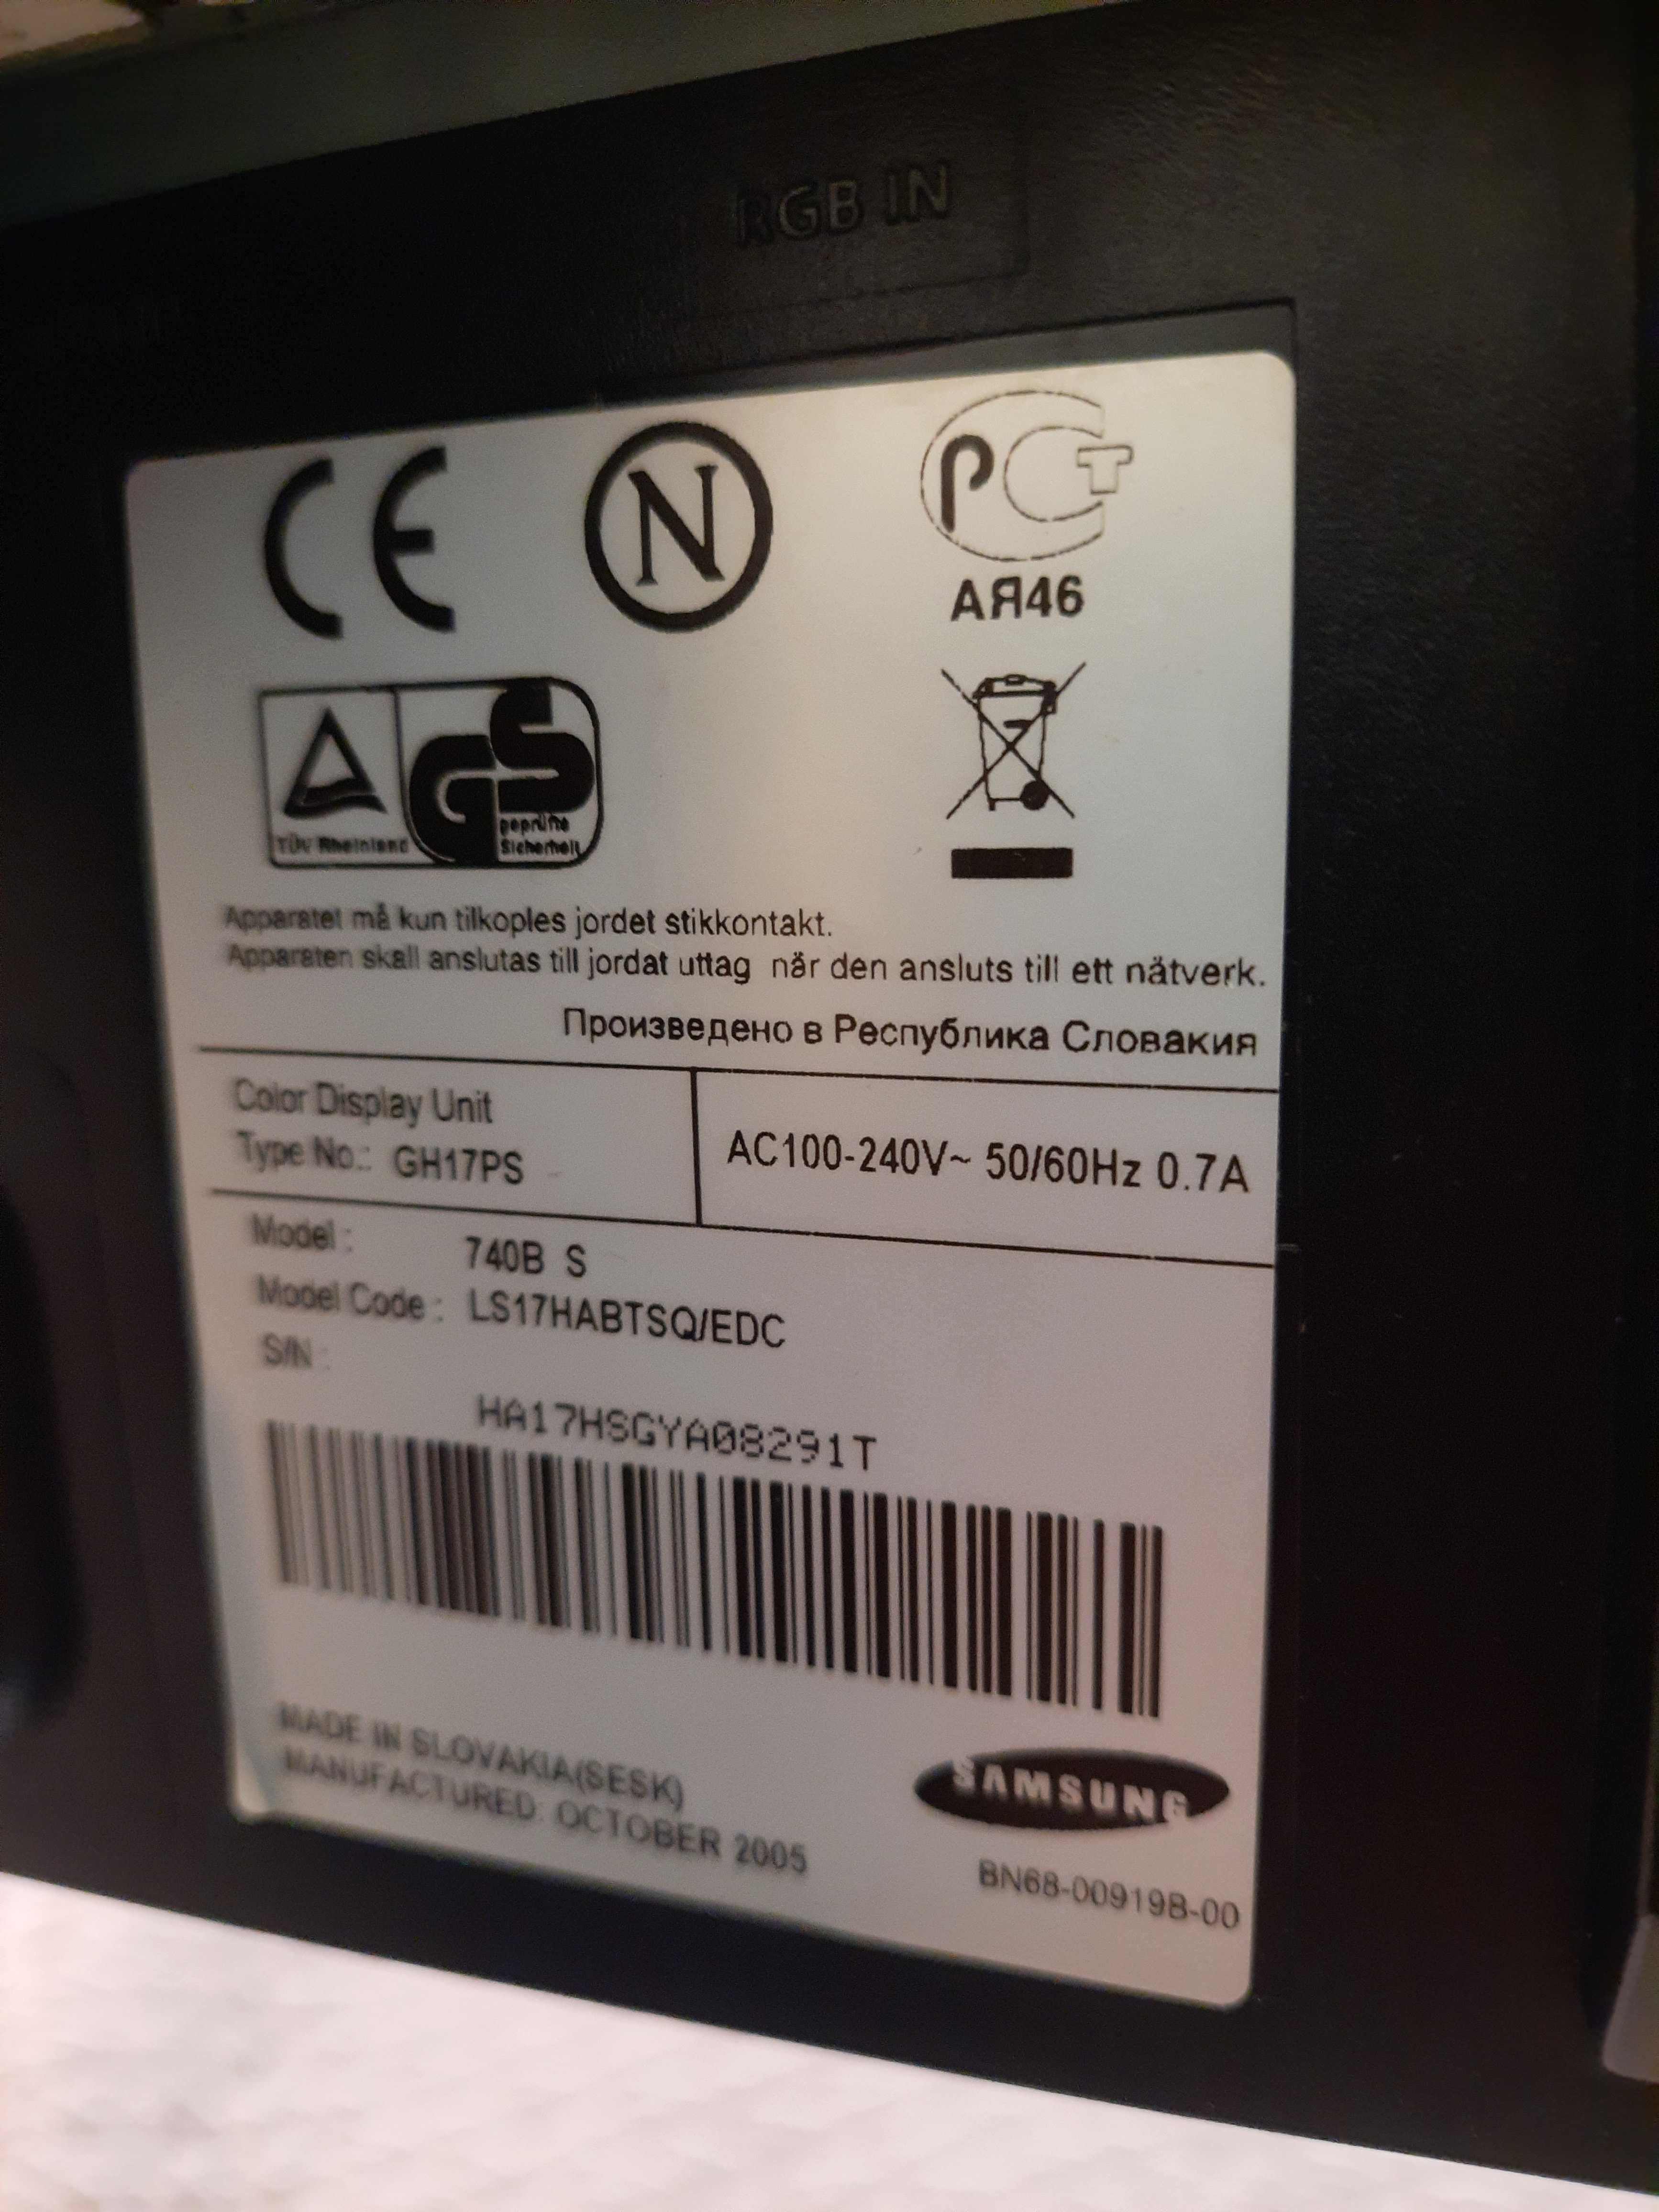 RGB IN
CE
N
РСТ
АЯ46
TÜV Rheinland
GS
geprüfte
Sicherheit
Apparatet må kun tilkoples jordet stikkontakt.
Apparaten skall anslutas till jordat uttag när den ansluts till ett nätverk.
Произведено в Республика Словакия
Color Display Unit
Type No.: GH17PS
AC100-240V~ 50/60Hz 0.7A
Model : 740B S
Model Code : LS17HABTSQ/EDC
S/N :
HA17HSGYA08291T
MADE IN SLOVAKIA(SESK)
MANUFACTURED: OCTOBER 2005
SAMSUNG
BN68-00919B-00